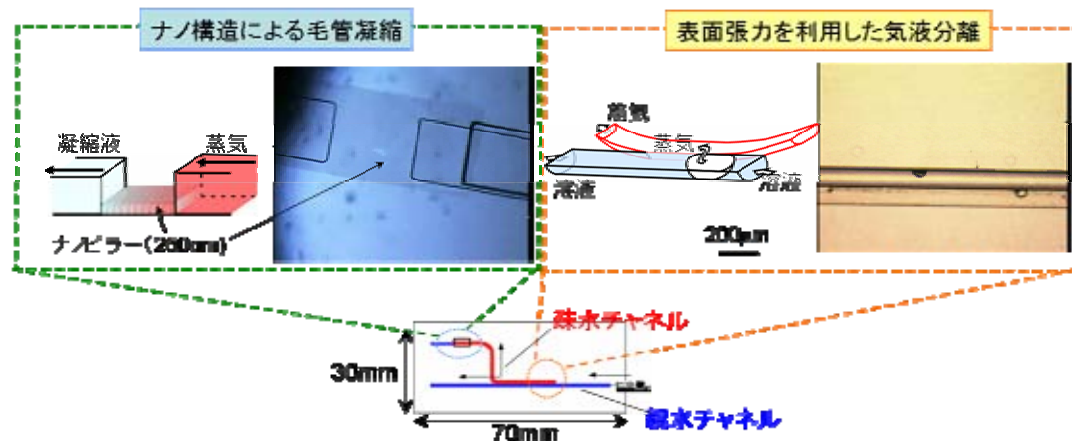 ナノ構造による毛管凝縮
表面張力を利用した気液分離
凝縮液
蒸気
ナノピラー(260nm)
蒸気
蒸気
溶液
溶液
200μm
疎水チャネル
30mm
親水チャネル
70mm